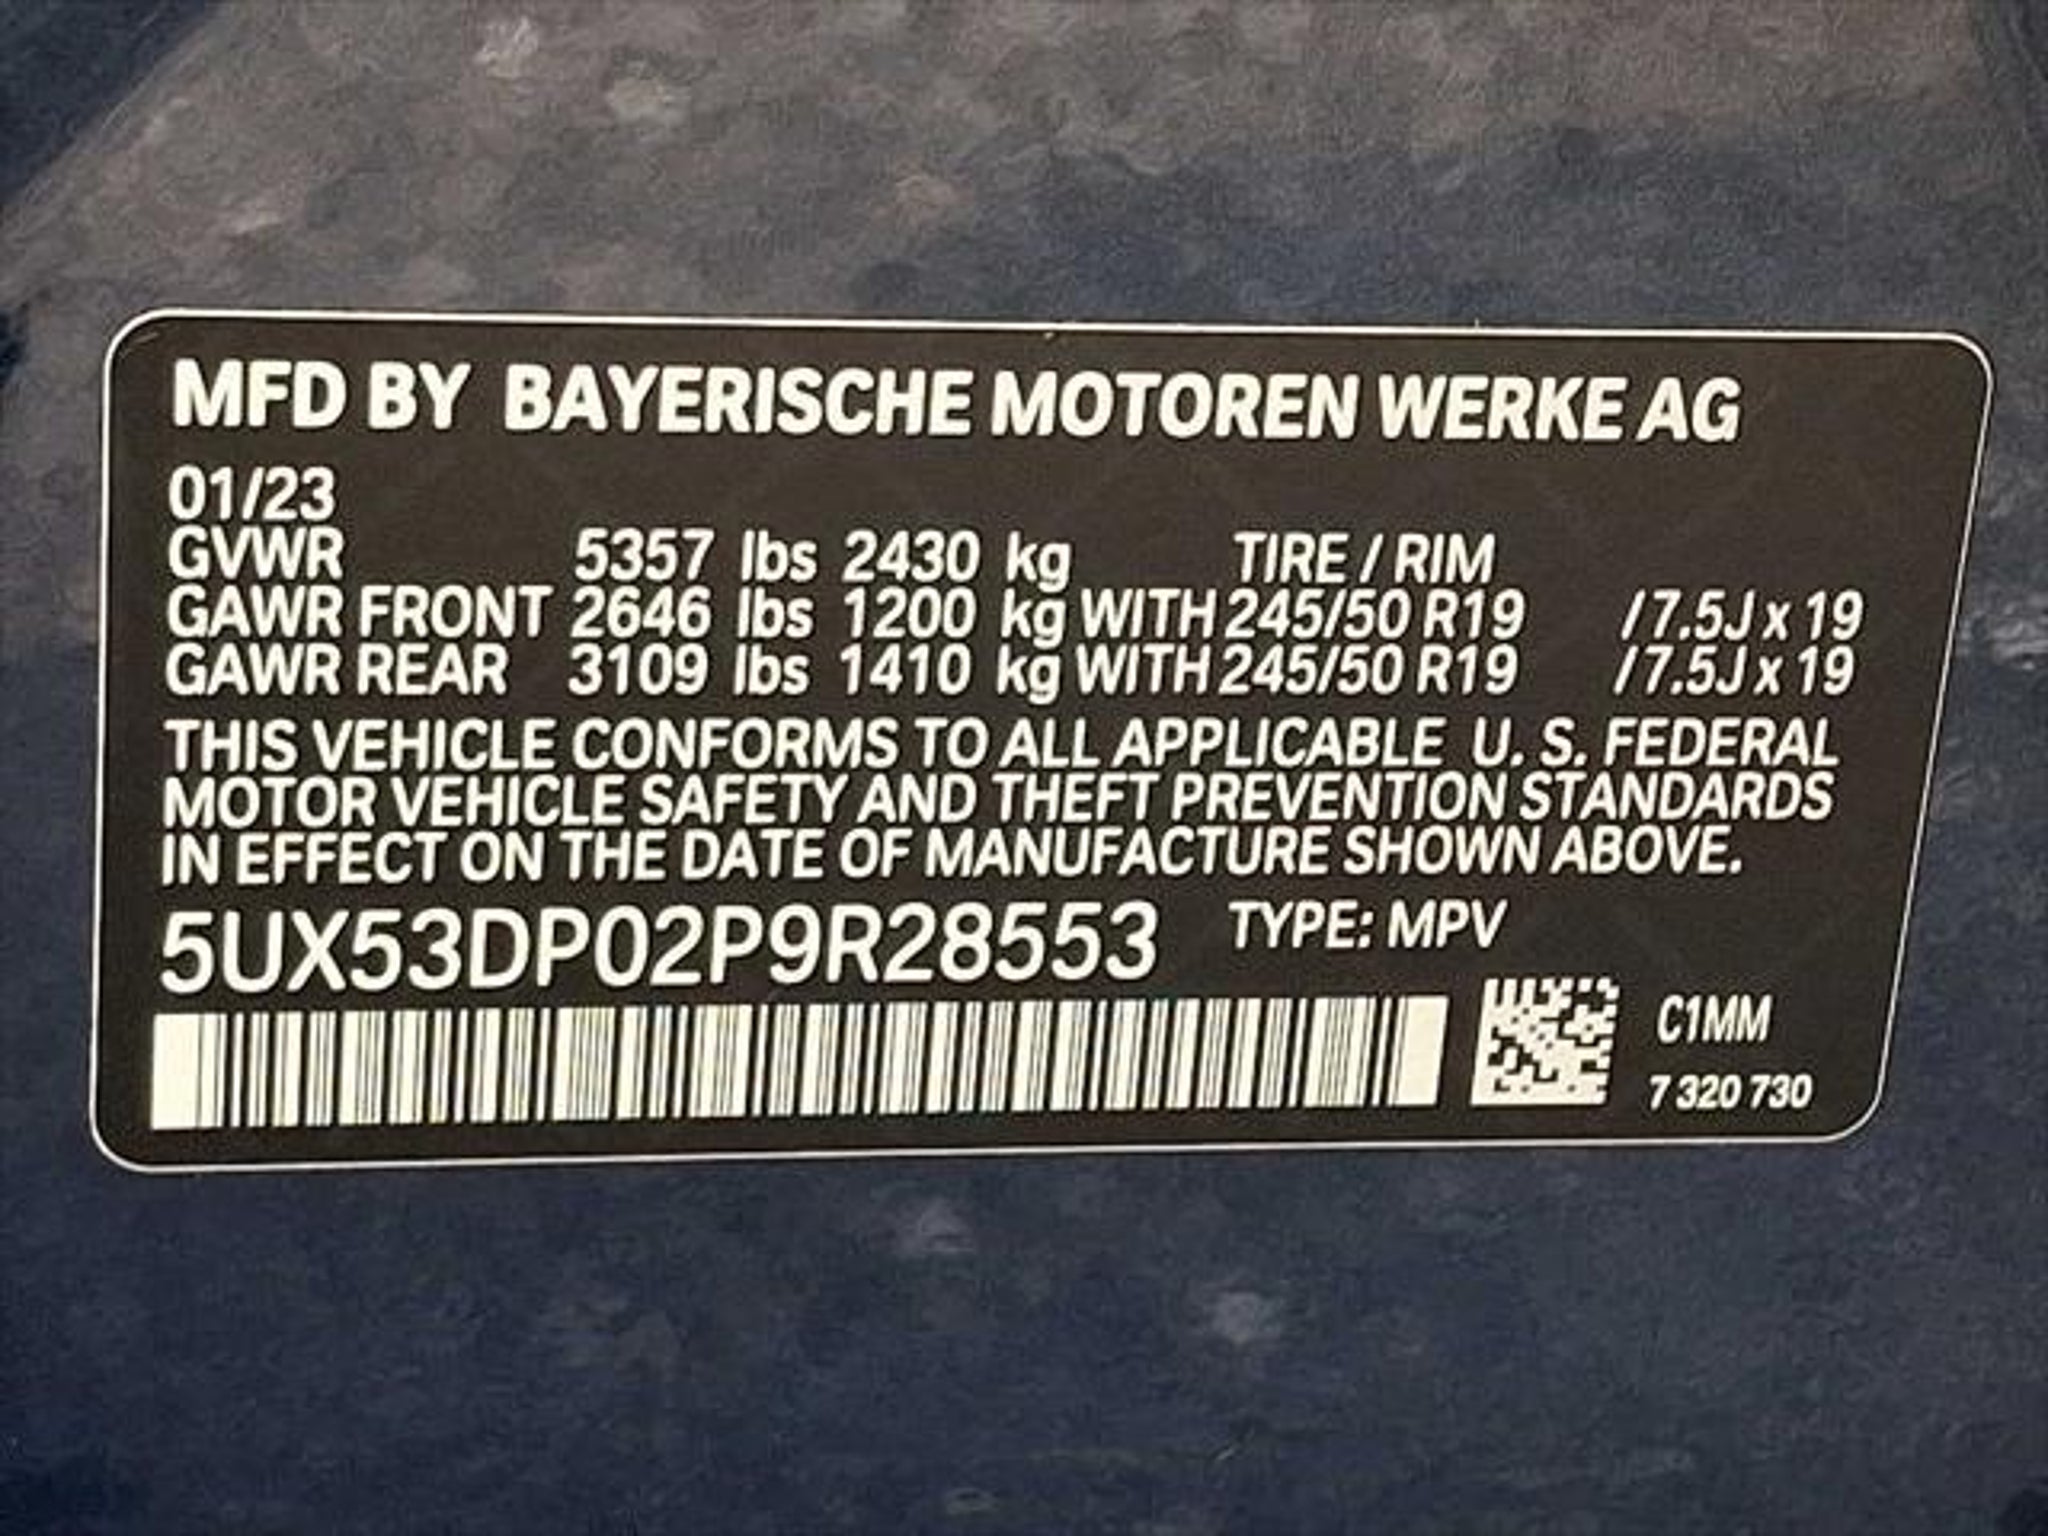 MFD BY BAYERISCHE MOTOREN WERKE AG
01/23
GVWR 5357 lbs 2430 kg TIRE / RIM
GAWR FRONT 2646 lbs 1200 kg WITH 245/50 R19 / 7.5J x 19
GAWR REAR 3109 lbs 1410 kg WITH 245/50 R19 / 7.5J x 19
THIS VEHICLE CONFORMS TO ALL APPLICABLE U. S. FEDERAL
MOTOR VEHICLE SAFETY AND THEFT PREVENTION STANDARDS
IN EFFECT ON THE DATE OF MANUFACTURE SHOWN ABOVE.
5UX53DP02P9R28553 TYPE: MPV
C1MM
7 320 730